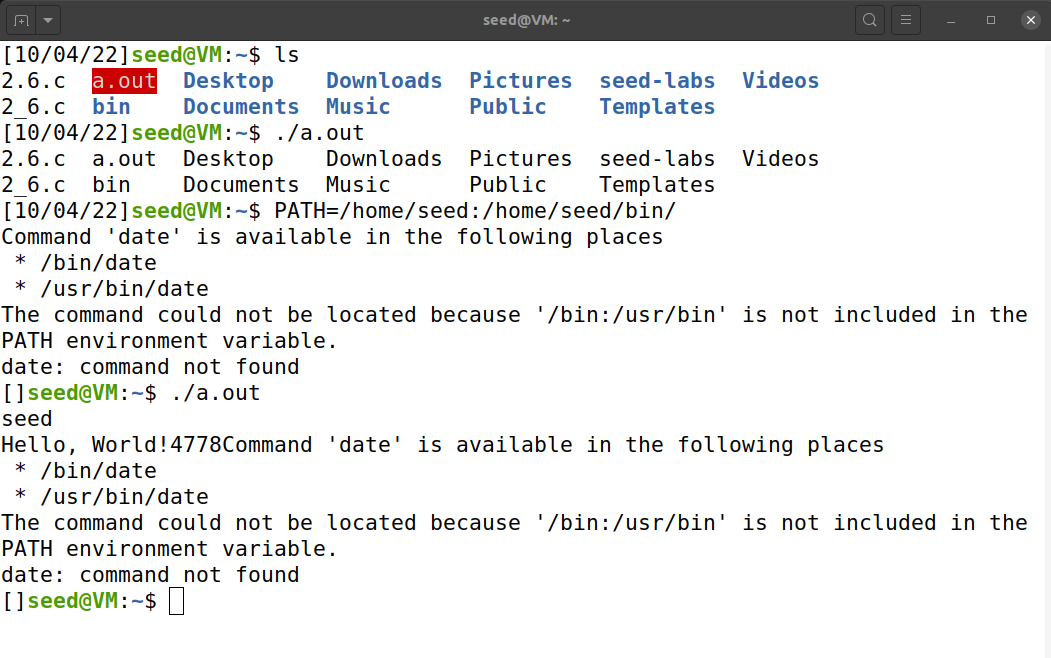 seed@VM: ~
[10/04/22]seed@VM:~$ ls
2.6.c  a.out  Desktop    Downloads  Pictures  seed-labs  Videos
2_6.c  bin    Documents  Music      Public    Templates
[10/04/22]seed@VM:~$ ./a.out
2.6.c  a.out  Desktop    Downloads  Pictures  seed-labs  Videos
2_6.c  bin    Documents  Music      Public    Templates
[10/04/22]seed@VM:~$ PATH=/home/seed:/home/seed/bin/
Command 'date' is available in the following places
 * /bin/date
 * /usr/bin/date
The command could not be located because '/bin:/usr/bin' is not included in the
PATH environment variable.
date: command not found
[]seed@VM:~$ ./a.out
seed
Hello, World!4778Command 'date' is available in the following places
 * /bin/date
 * /usr/bin/date
The command could not be located because '/bin:/usr/bin' is not included in the
PATH environment variable.
date: command not found
[]seed@VM:~$